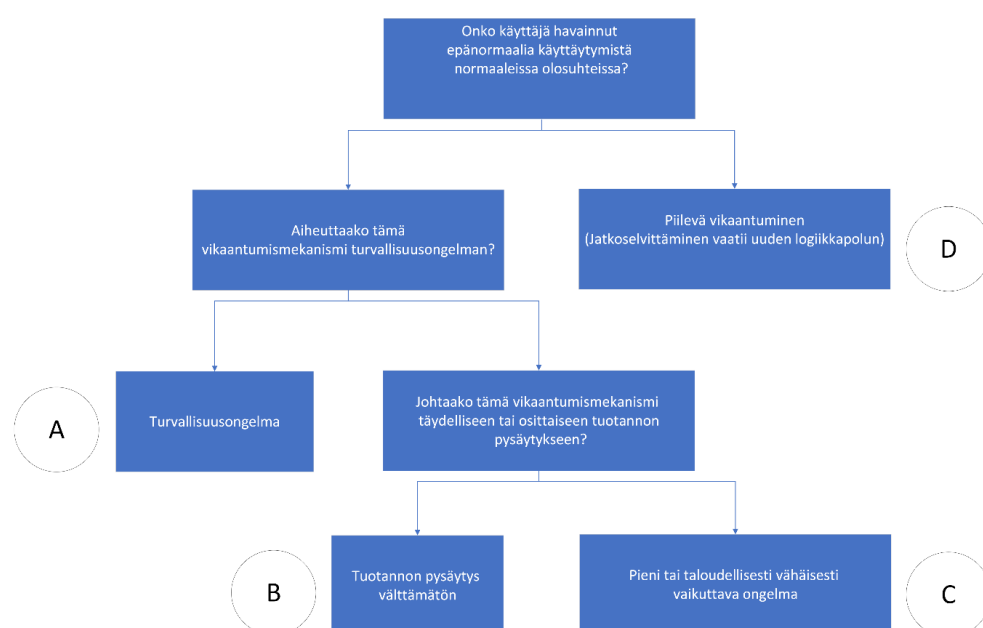 Onko käyttäjä havainnut
epänormaalia käyttäytymistä
normaaleissa olosuhteissa?
Aiheuttaako tämä
vikaantumismekanismi turvallisuusongelman?
Piilevä vikaantuminen
(Jatkoselvittäminen vaatii uuden logiikkapolun)
D
A
Turvallisuusongelma
Johtaako tämä vikaantumismekanismi
täydelliseen tai osittaiseen tuotannon
pysäytykseen?
B
Tuotannon pysäytys
välttämätön
Pieni tai taloudellisesti vähäisesti
vaikuttava ongelma
C